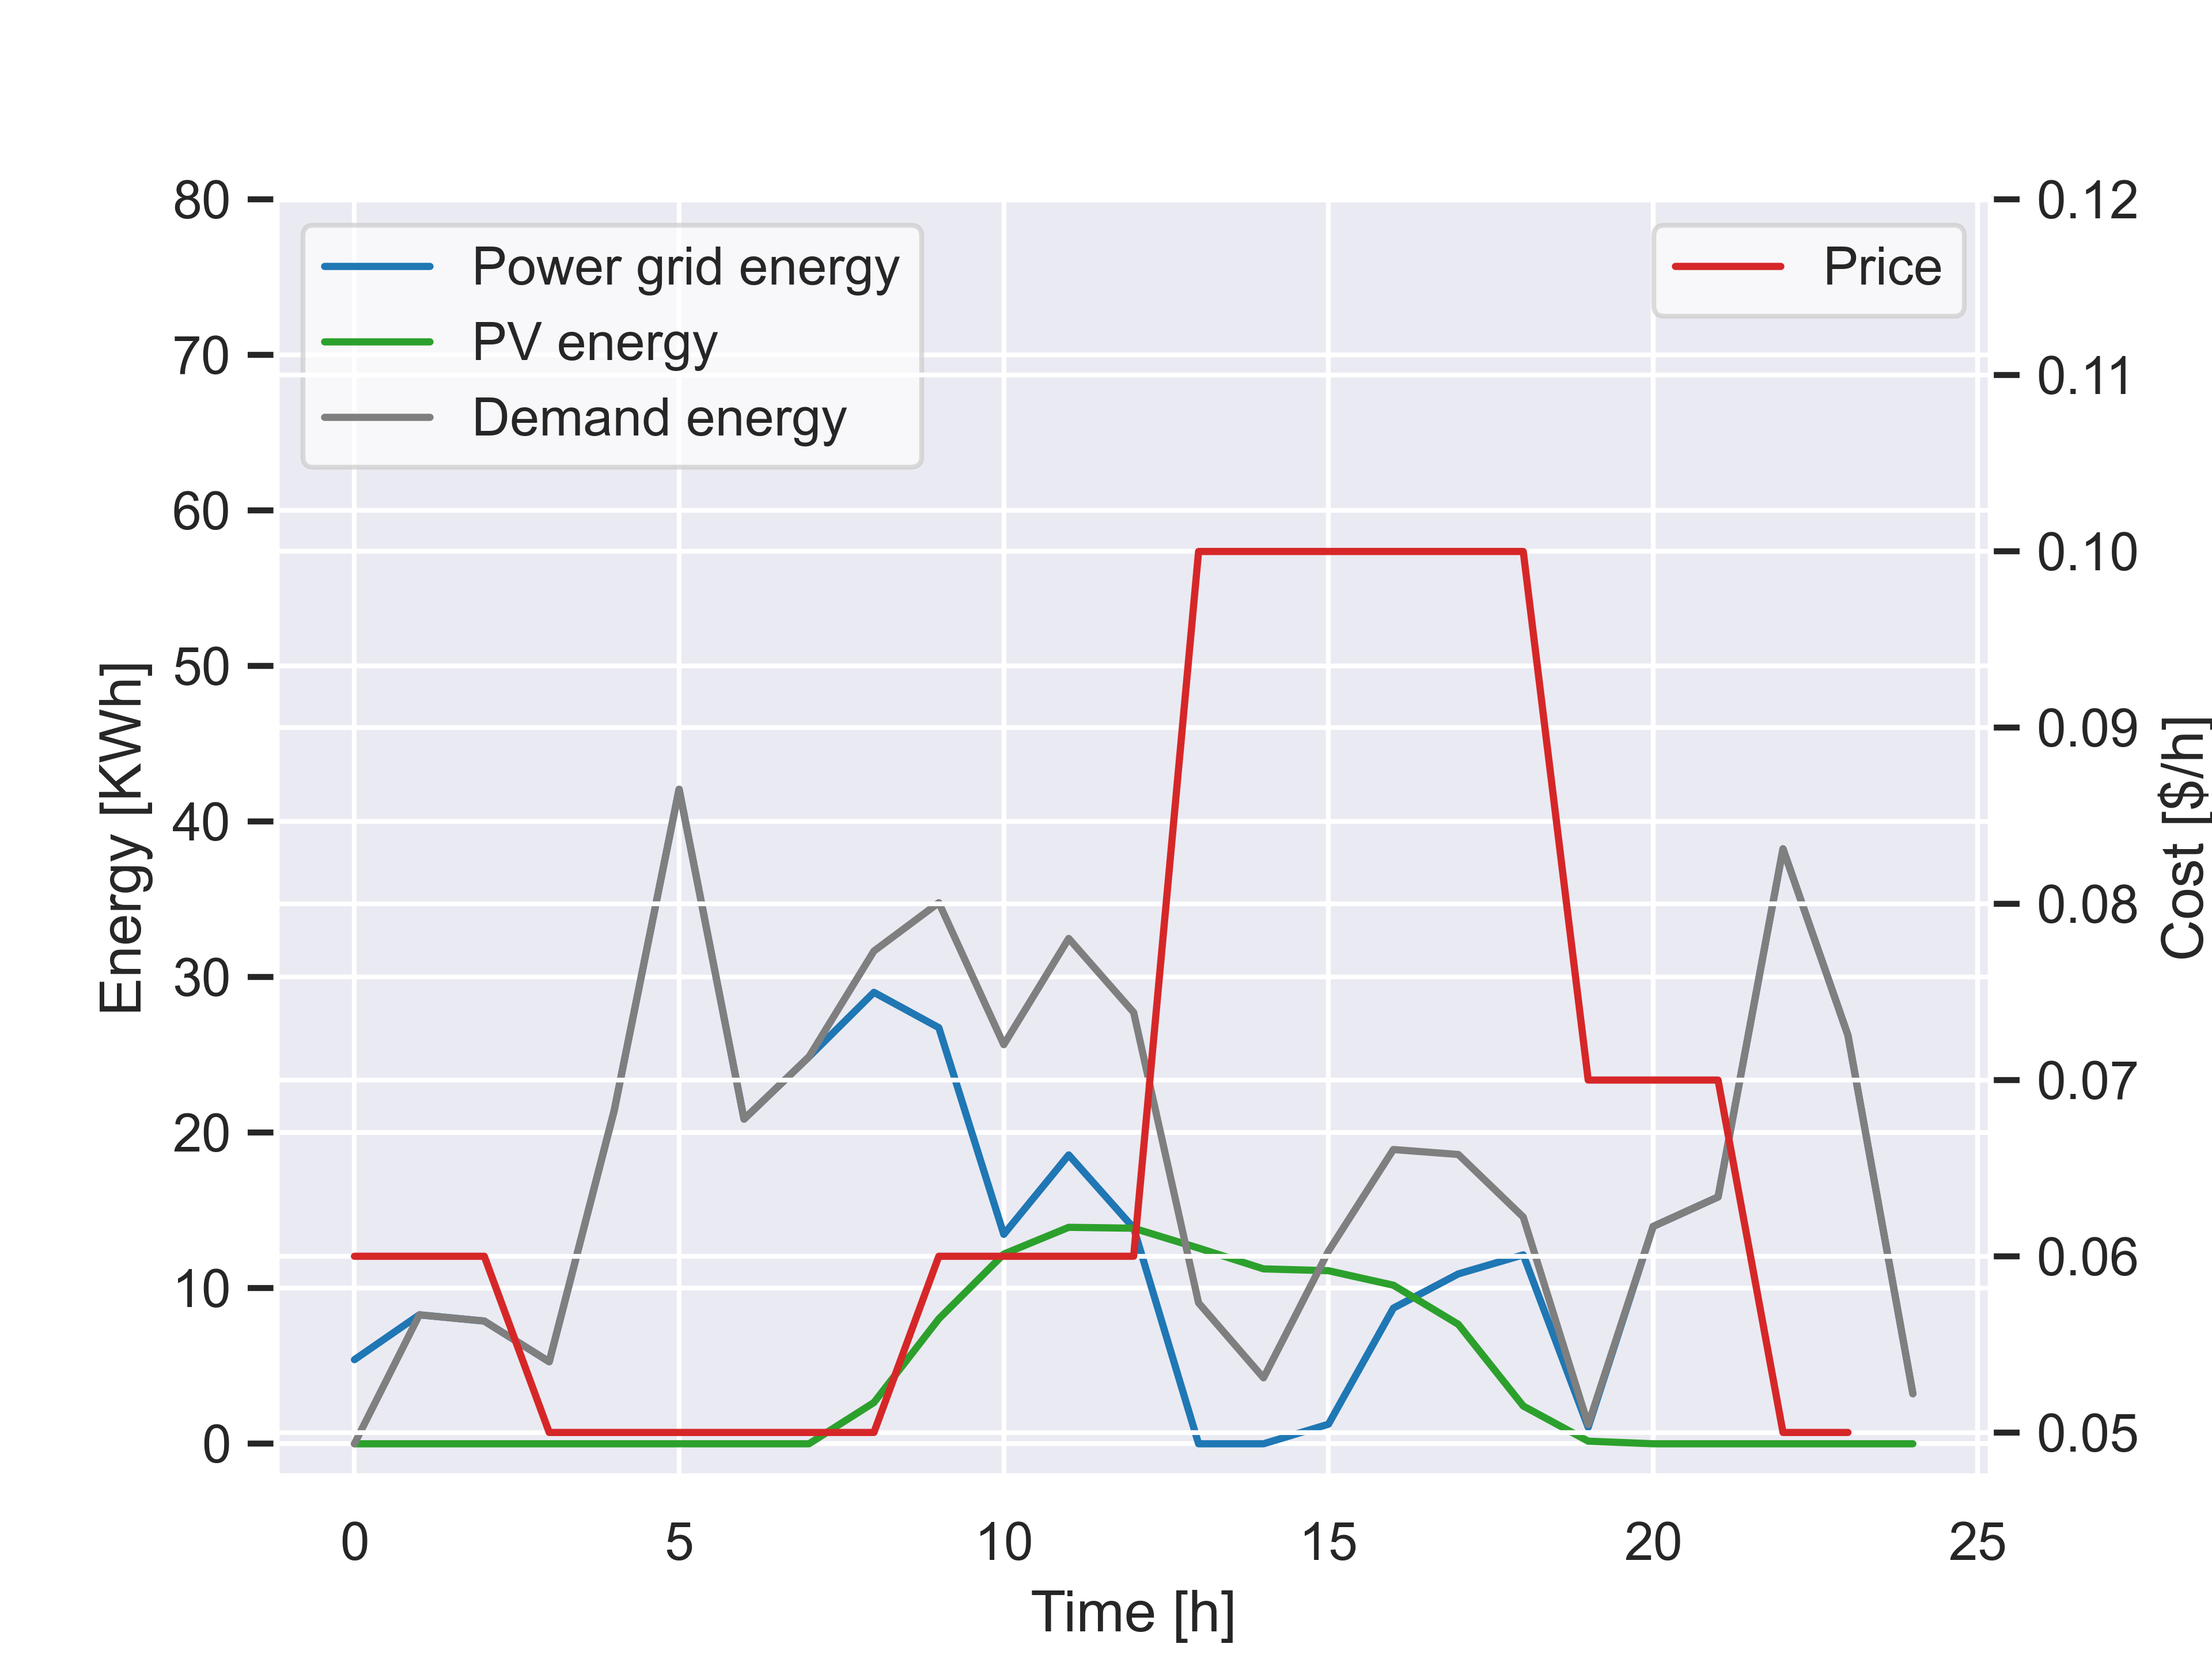 80
70
60
50
40
30
20
10
0
Energy [KWh]
Power grid energy
PV energy
Demand energy
Price
0.12
0.11
0.10
0.09
0.08
0.07
0.06
0.05
Cost [$/h]
0 5 10 15 20 25
Time [h]